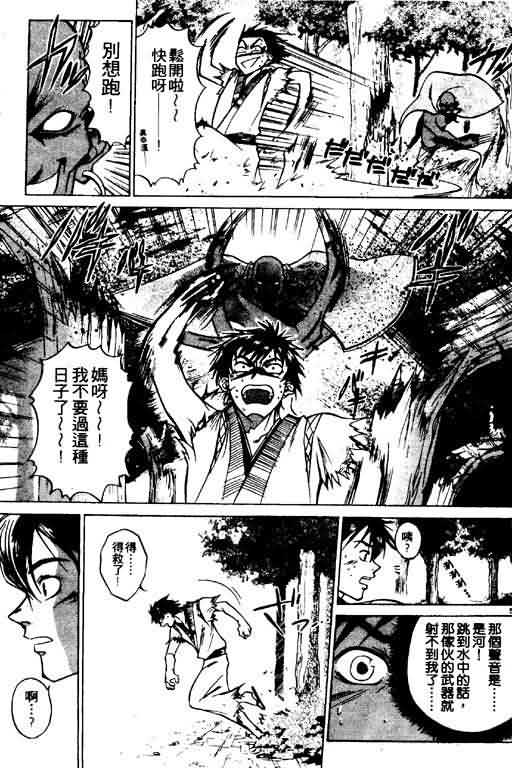 鬆開啦～～
快跑呀
別想跑！
媽呀～～！
我不要過這種
日子了～～！
咦？
那個聲音是……
是河！
跳到水中的話，
那傢伙的武器就
射不到我了……
得……
得救了！
啊……？